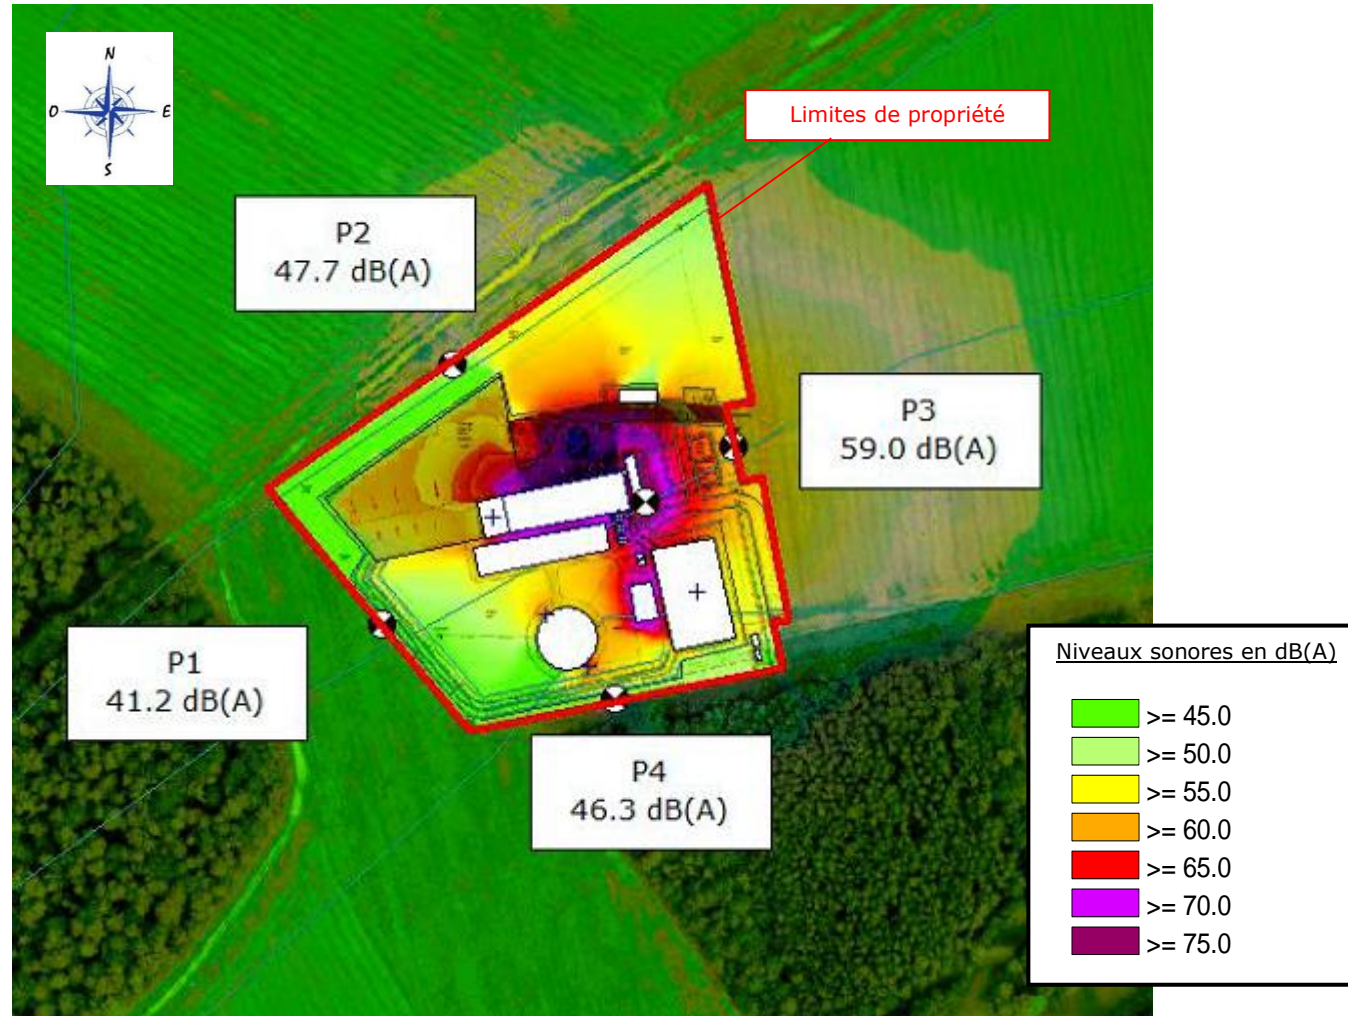 N
O E
S
Limites de propriété
P2
47.7 dB(A)
P3
59.0 dB(A)
P1
41.2 dB(A)
P4
46.3 dB(A)
Niveaux sonores en dB(A)
>= 45.0
>= 50.0
>= 55.0
>= 60.0
>= 65.0
>= 70.0
>= 75.0